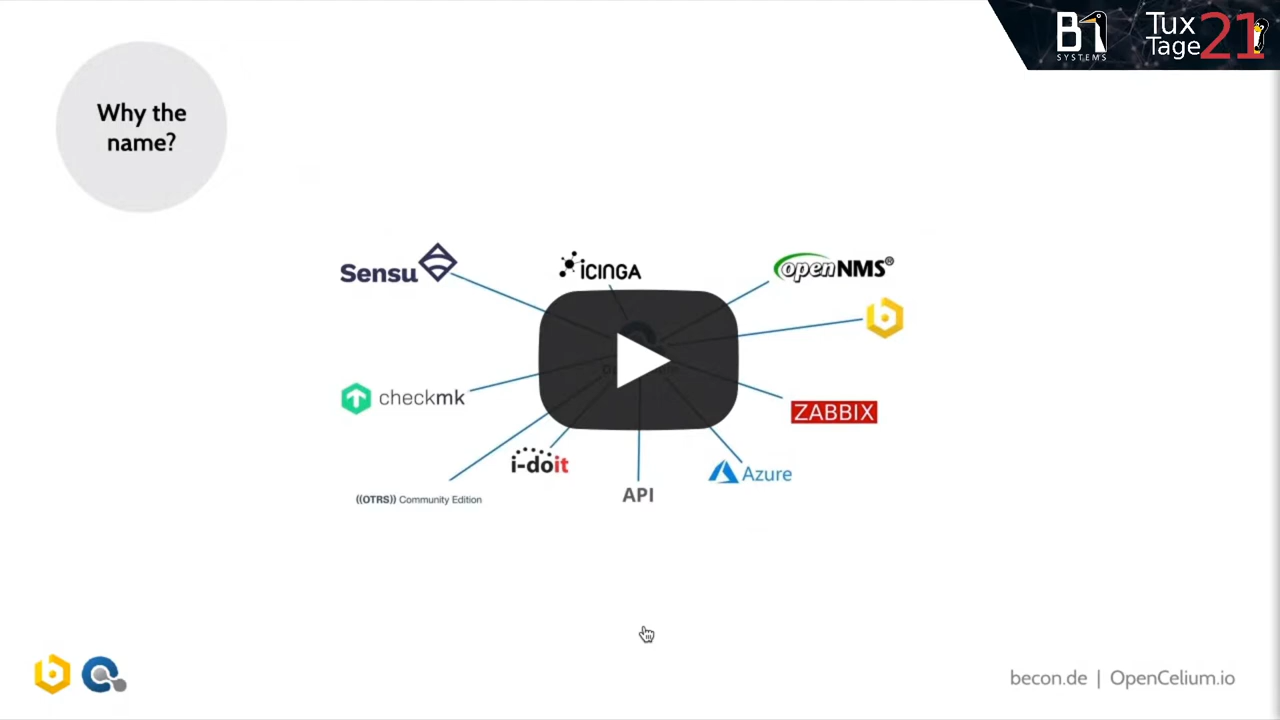 B1
SYSTEMS
Tux
Tage 21
Why the
name?
Sensu
ICINGA
openNMS®
checkmk
ZABBIX
i-doit
Azure
API
((OTRS)) Community Edition
becon.de | OpenCelium.io